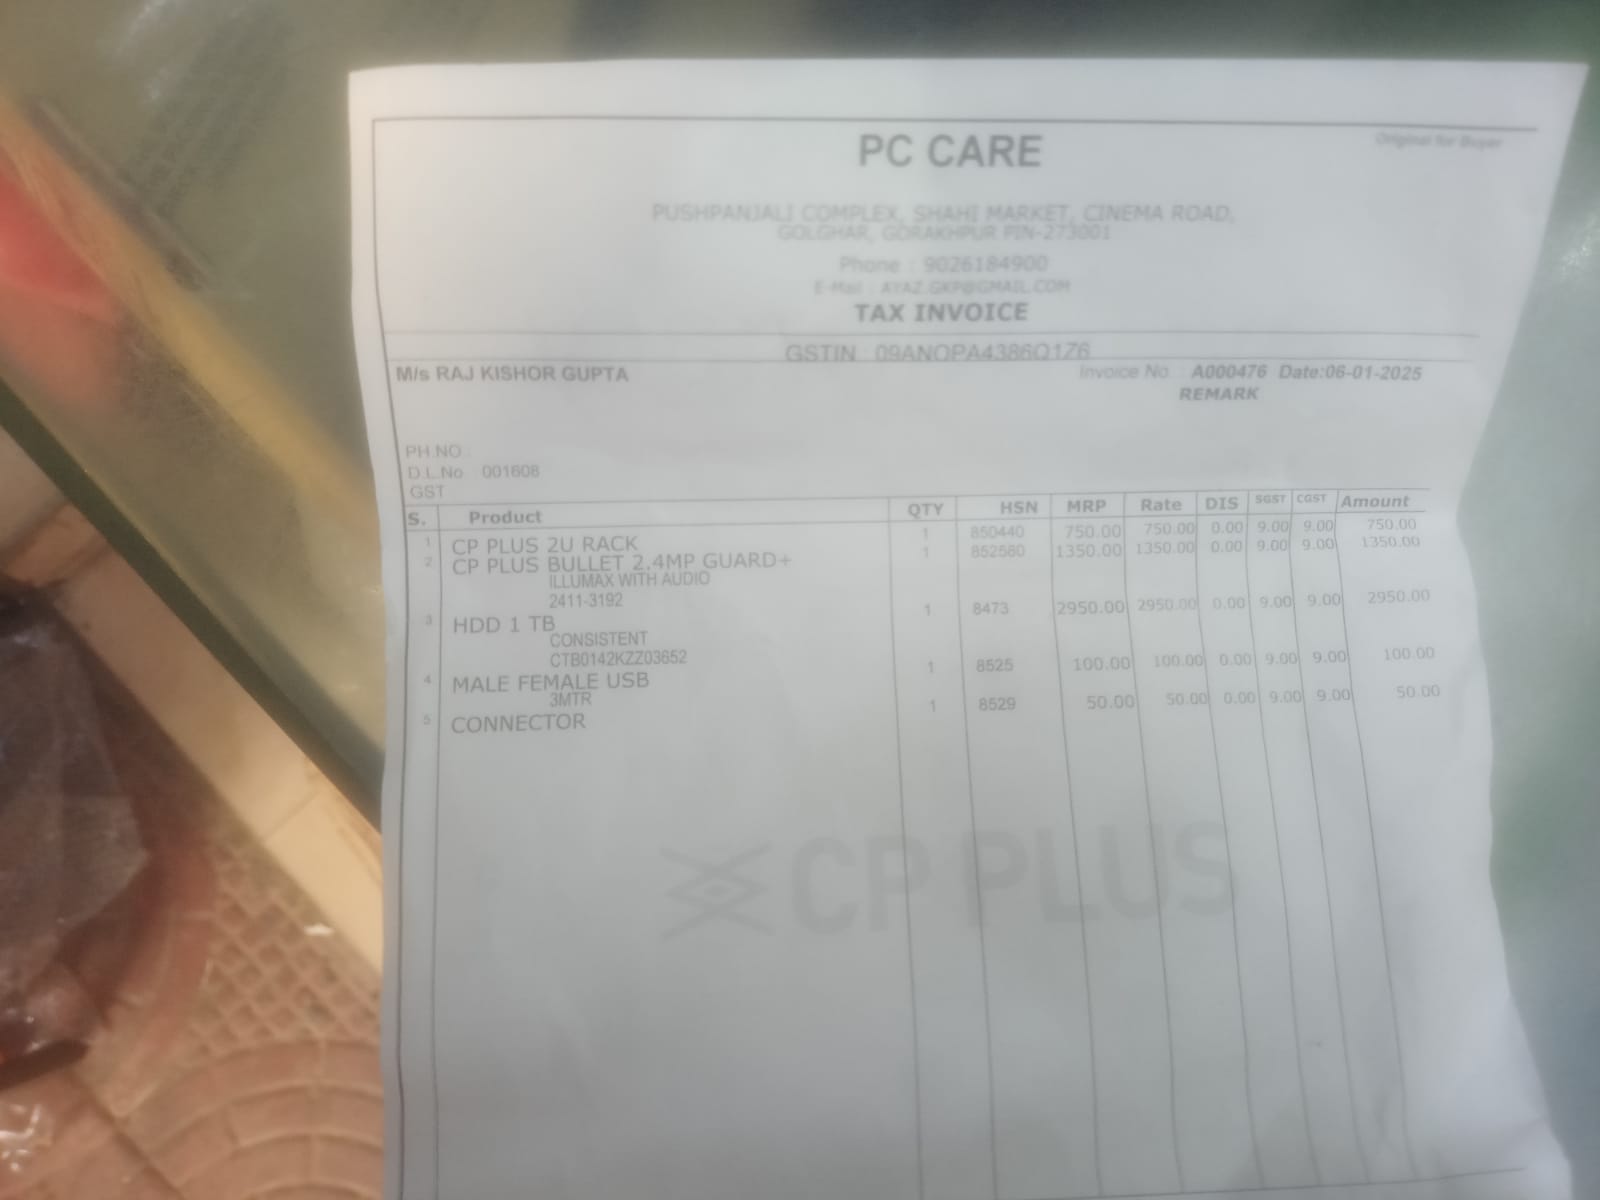 Original for Buyer
PC CARE
PUSHPANJALI COMPLEX, SHAHI MARKET, CINEMA ROAD,
GOLGHAR, GORAKHPUR PIN-273001
Phone : 9026184900
E-Mail : AYAZ.GKP@GMAIL.COM
TAX INVOICE
GSTIN 09ANOPA4386Q1Z6
M/s RAJ KISHOR GUPTA Invoice No. : A000476 Date:06-01-2025
REMARK
PH.NO.:
D.L.No. 001608
GST
S. Product QTY HSN MRP Rate DIS SGST CGST Amount
1 CP PLUS 2U RACK 1 850440 750.00 750.00 0.00 9.00 9.00 750.00
2 CP PLUS BULLET 2.4MP GUARD+ 1 852580 1350.00 1350.00 0.00 9.00 9.00 1350.00
ILLUMAX WITH AUDIO
2411-3192
3 HDD 1 TB 1 8473 2950.00 2950.00 0.00 9.00 9.00 2950.00
CONSISTENT
CTB0142KZZ03652
4 MALE FEMALE USB 1 8525 100.00 100.00 0.00 9.00 9.00 100.00
3MTR
5 CONNECTOR 1 8529 50.00 50.00 0.00 9.00 9.00 50.00
CP PLUS